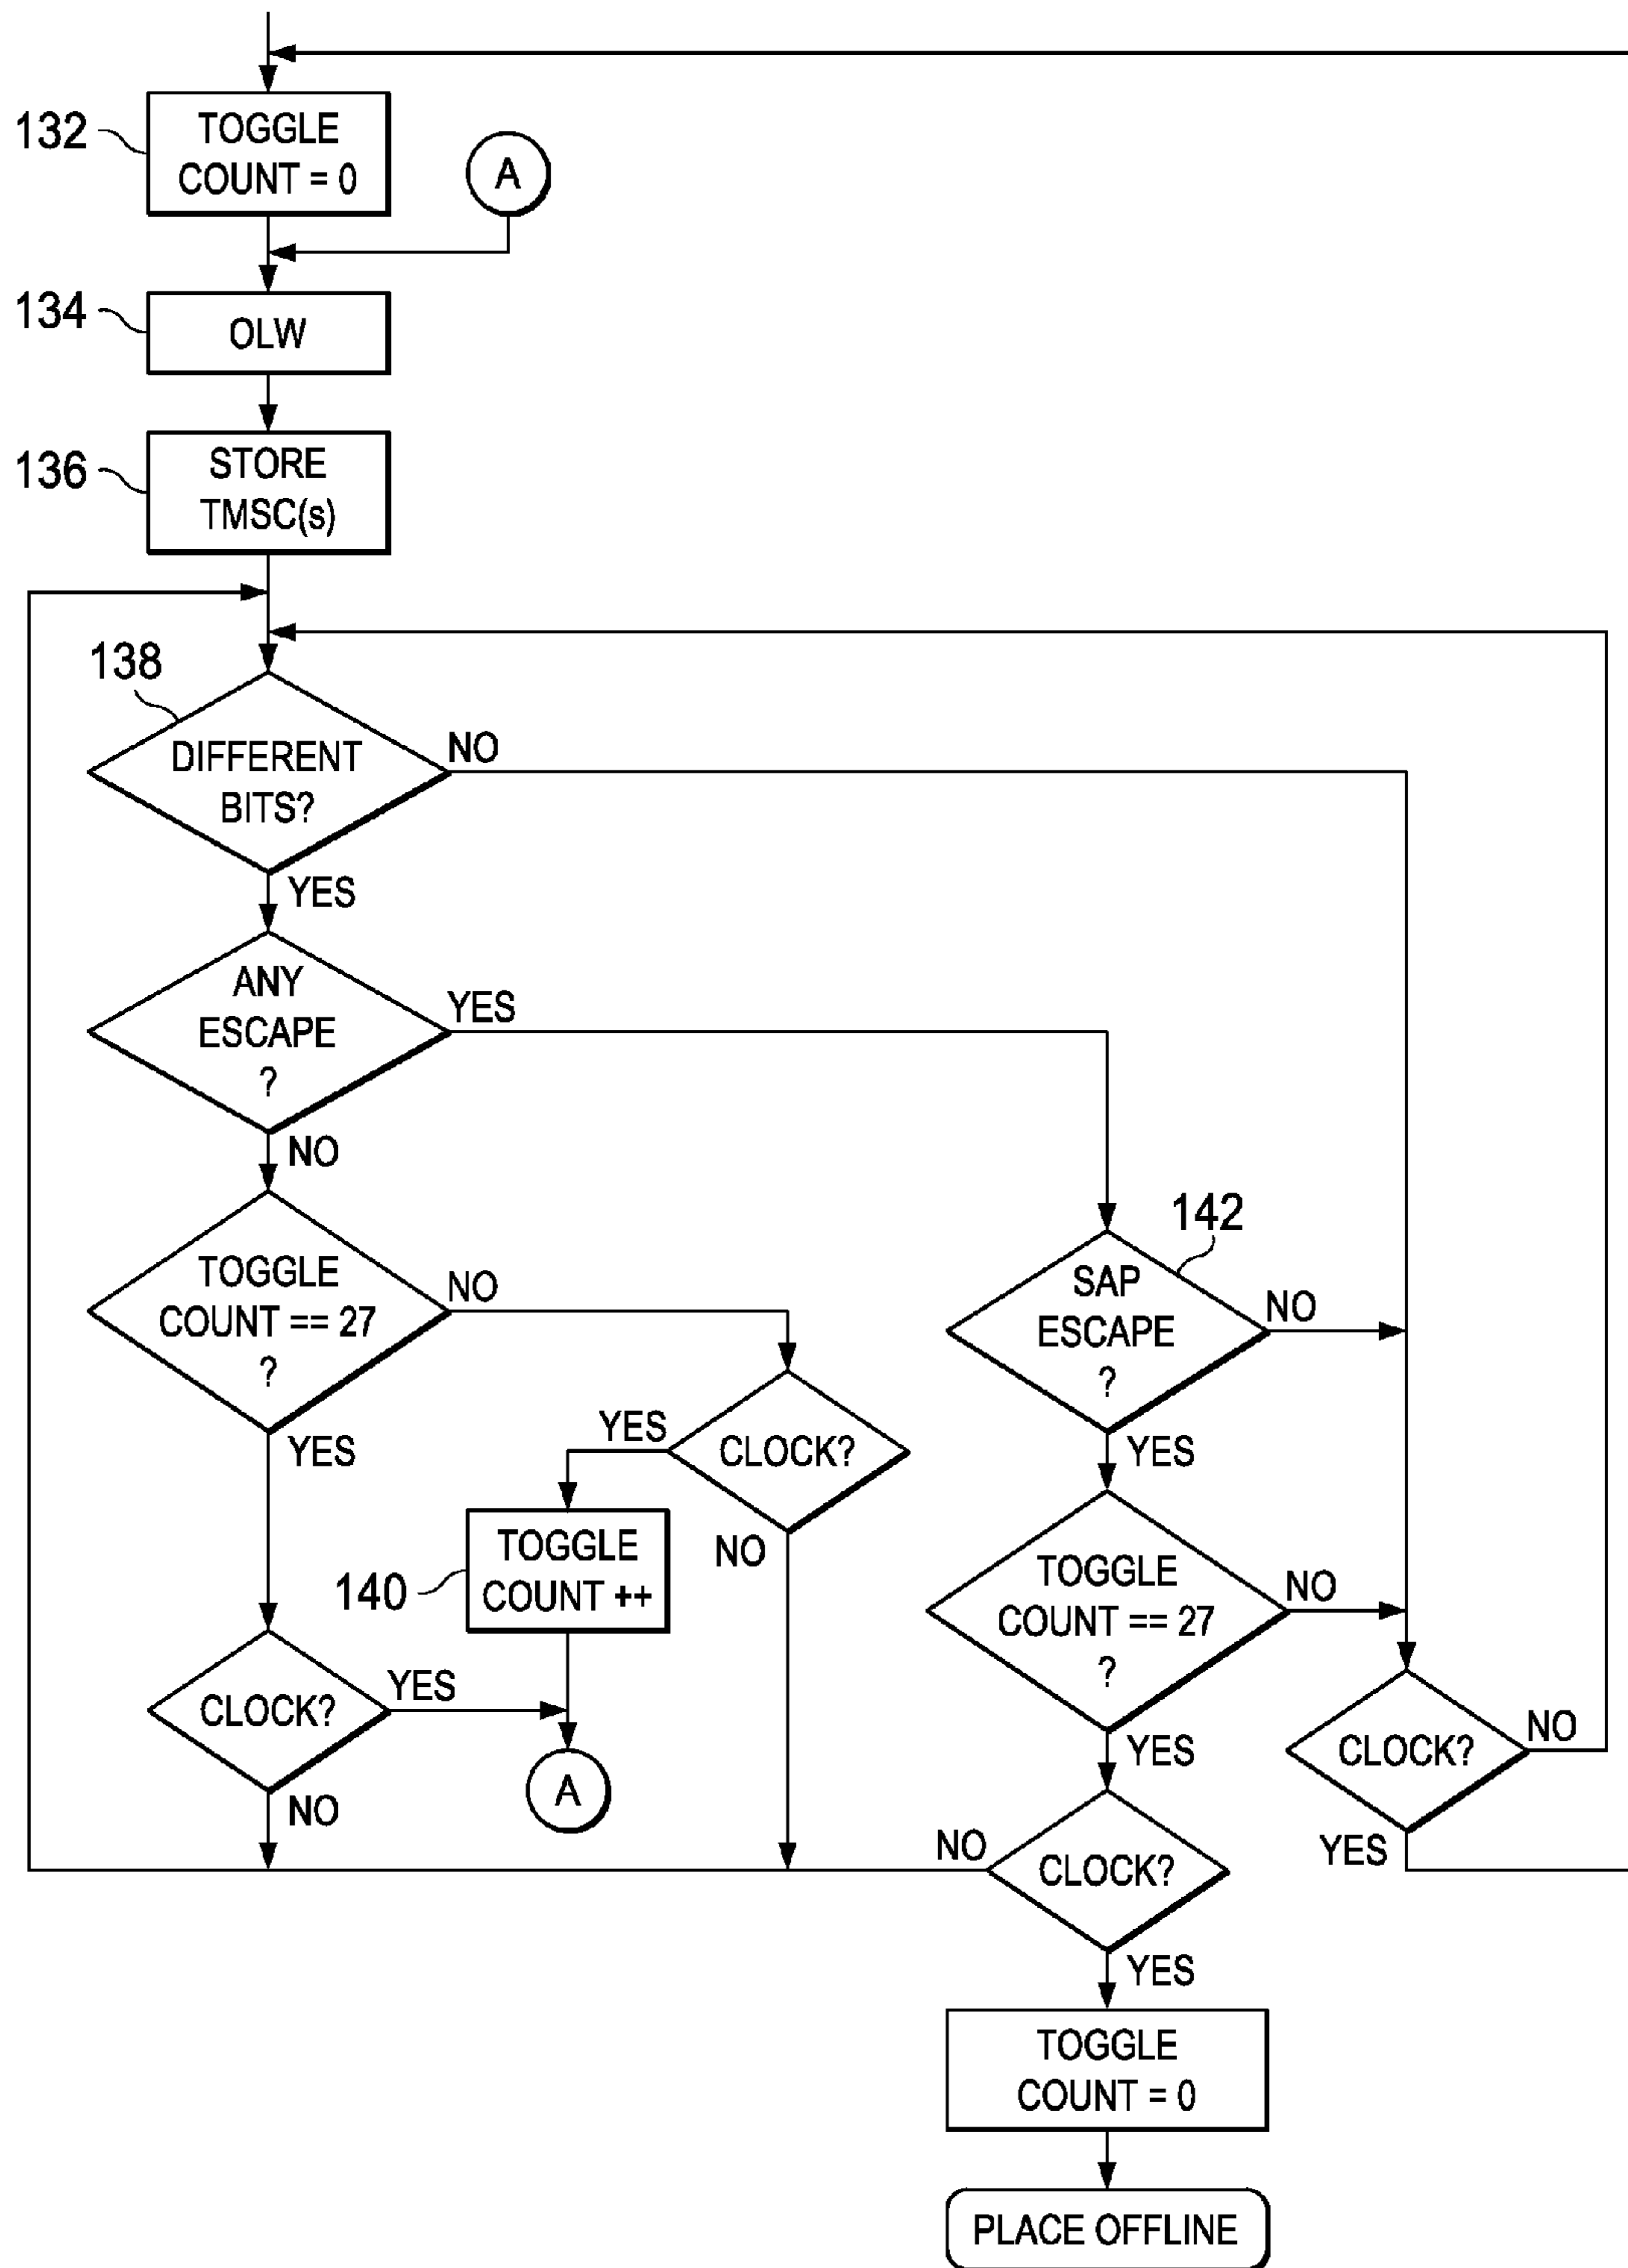 132
TOGGLE
COUNT = 0
A
134
OLW
136
STORE
TMSC(s)
138
DIFFERENT
BITS?
NO
YES
ANY
ESCAPE
?
YES
NO
142
TOGGLE
COUNT == 27
?
NO
YES
SAP
ESCAPE
?
NO
YES
CLOCK?
YES
NO
140
TOGGLE
COUNT ++
TOGGLE
COUNT == 27
?
NO
YES
CLOCK?
YES
NO
A
CLOCK?
NO
YES
CLOCK?
NO
YES
TOGGLE
COUNT = 0
PLACE OFFLINE